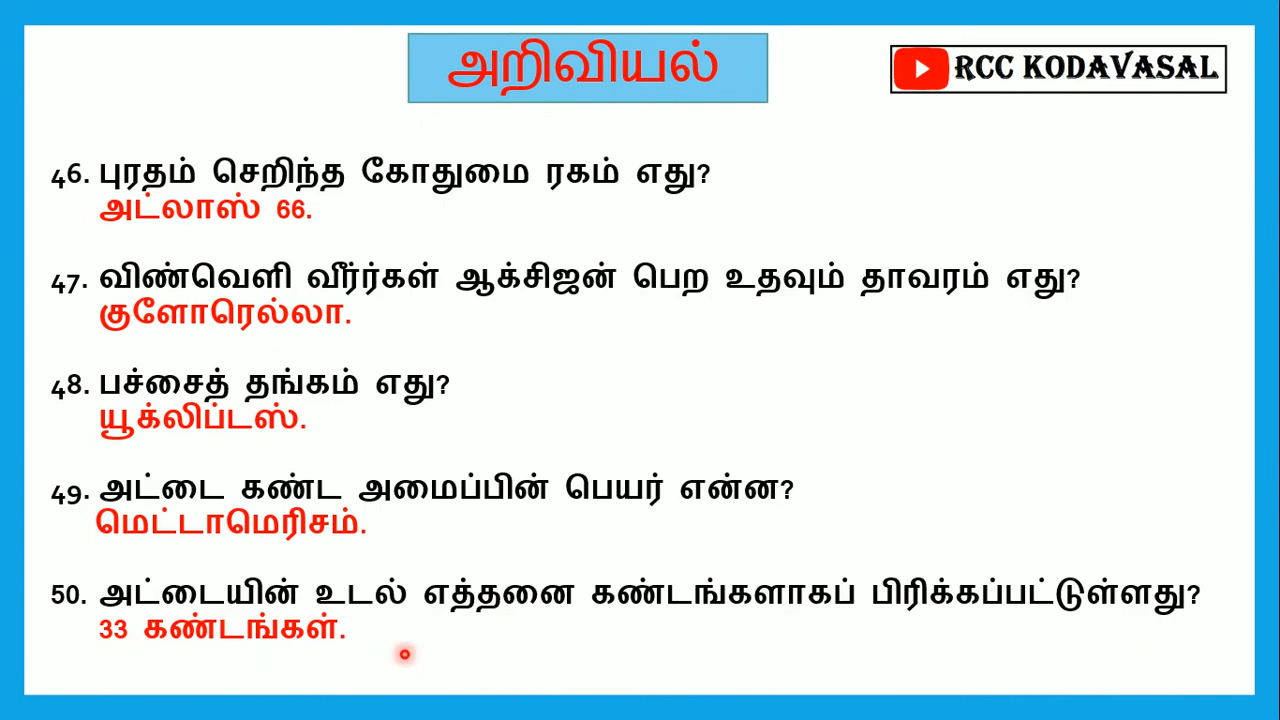 அறிவியல்
RCC KODAVASAL
46. புரதம் செறிந்த கோதுமை ரகம் எது?
அட்லாஸ் 66.
47. விண்வெளி வீர்ர்கள் ஆக்சிஜன் பெற உதவும் தாவரம் எது?
குளோரெல்லா.
48. பச்சைத் தங்கம் எது?
யூக்லிப்டஸ்.
49. அட்டை கண்ட அமைப்பின் பெயர் என்ன?
மெட்டாமெரிசம்.
50. அட்டையின் உடல் எத்தனை கண்டங்களாகப் பிரிக்கப்பட்டுள்ளது?
33 கண்டங்கள்.